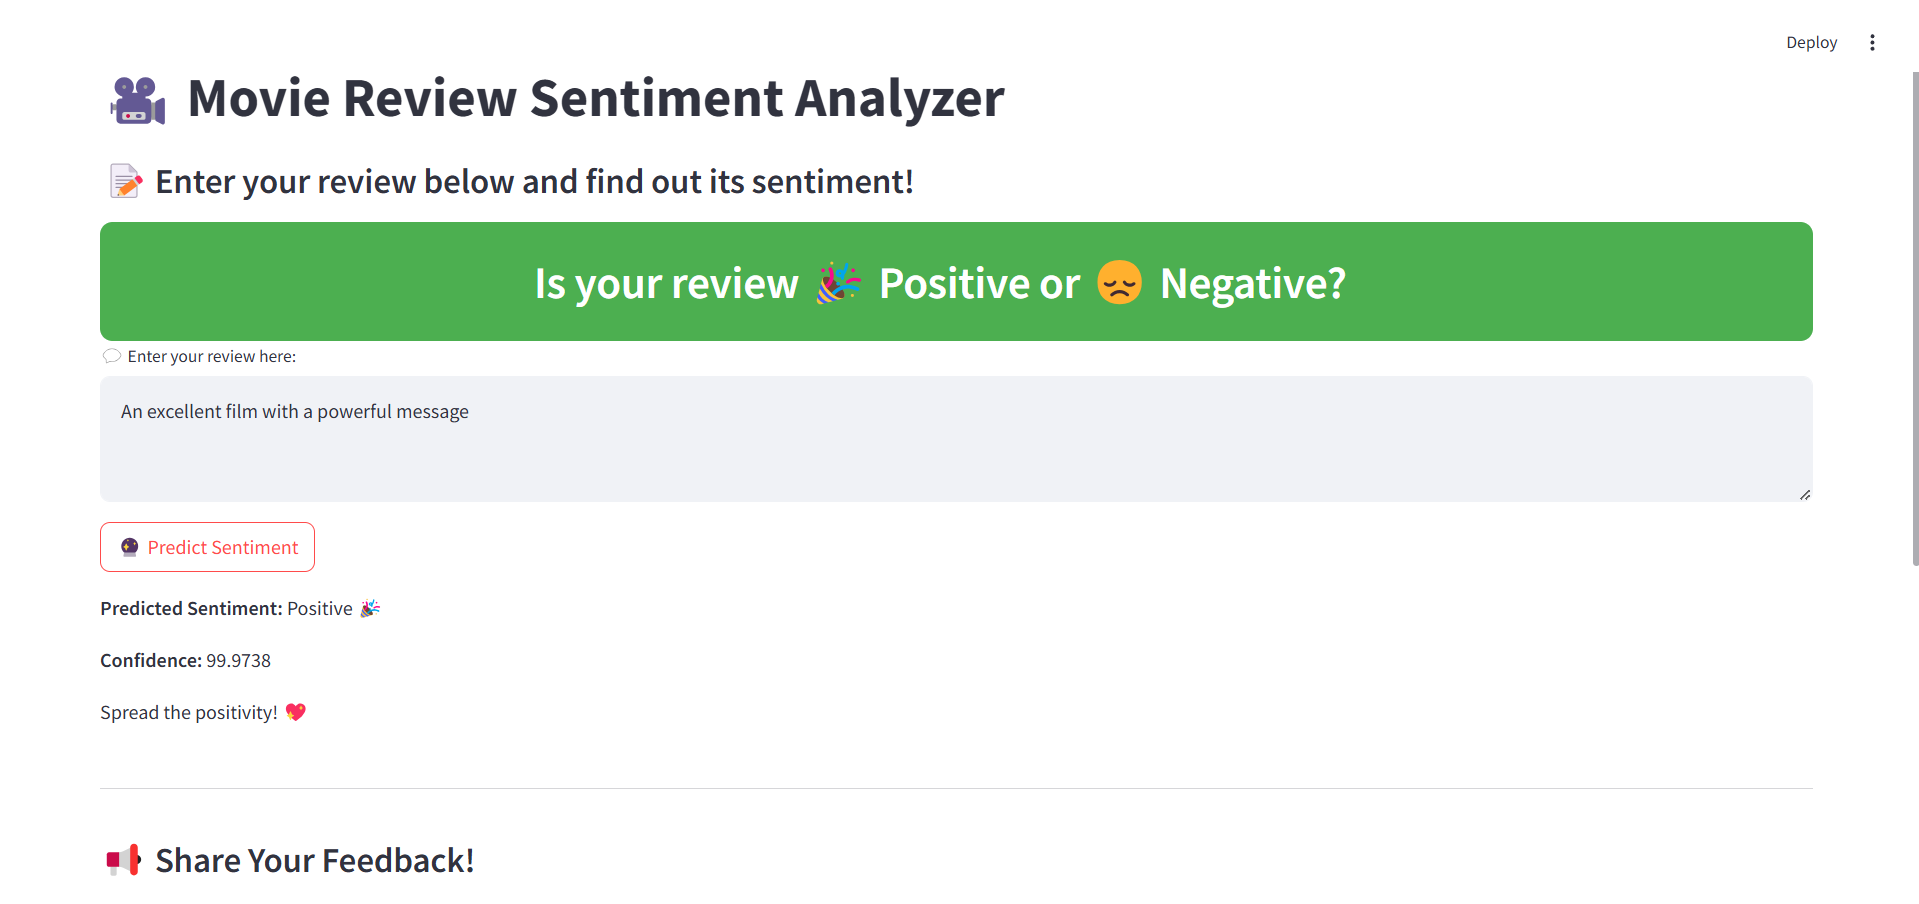 Deploy
Movie Review Sentiment Analyzer
Enter your review below and find out its sentiment!
Is your review 🎉 Positive or 😞 Negative?
Enter your review here:
An excellent film with a powerful message
Predict Sentiment
Predicted Sentiment: Positive 🎉
Confidence: 99.9738
Spread the positivity! 💖
Share Your Feedback!